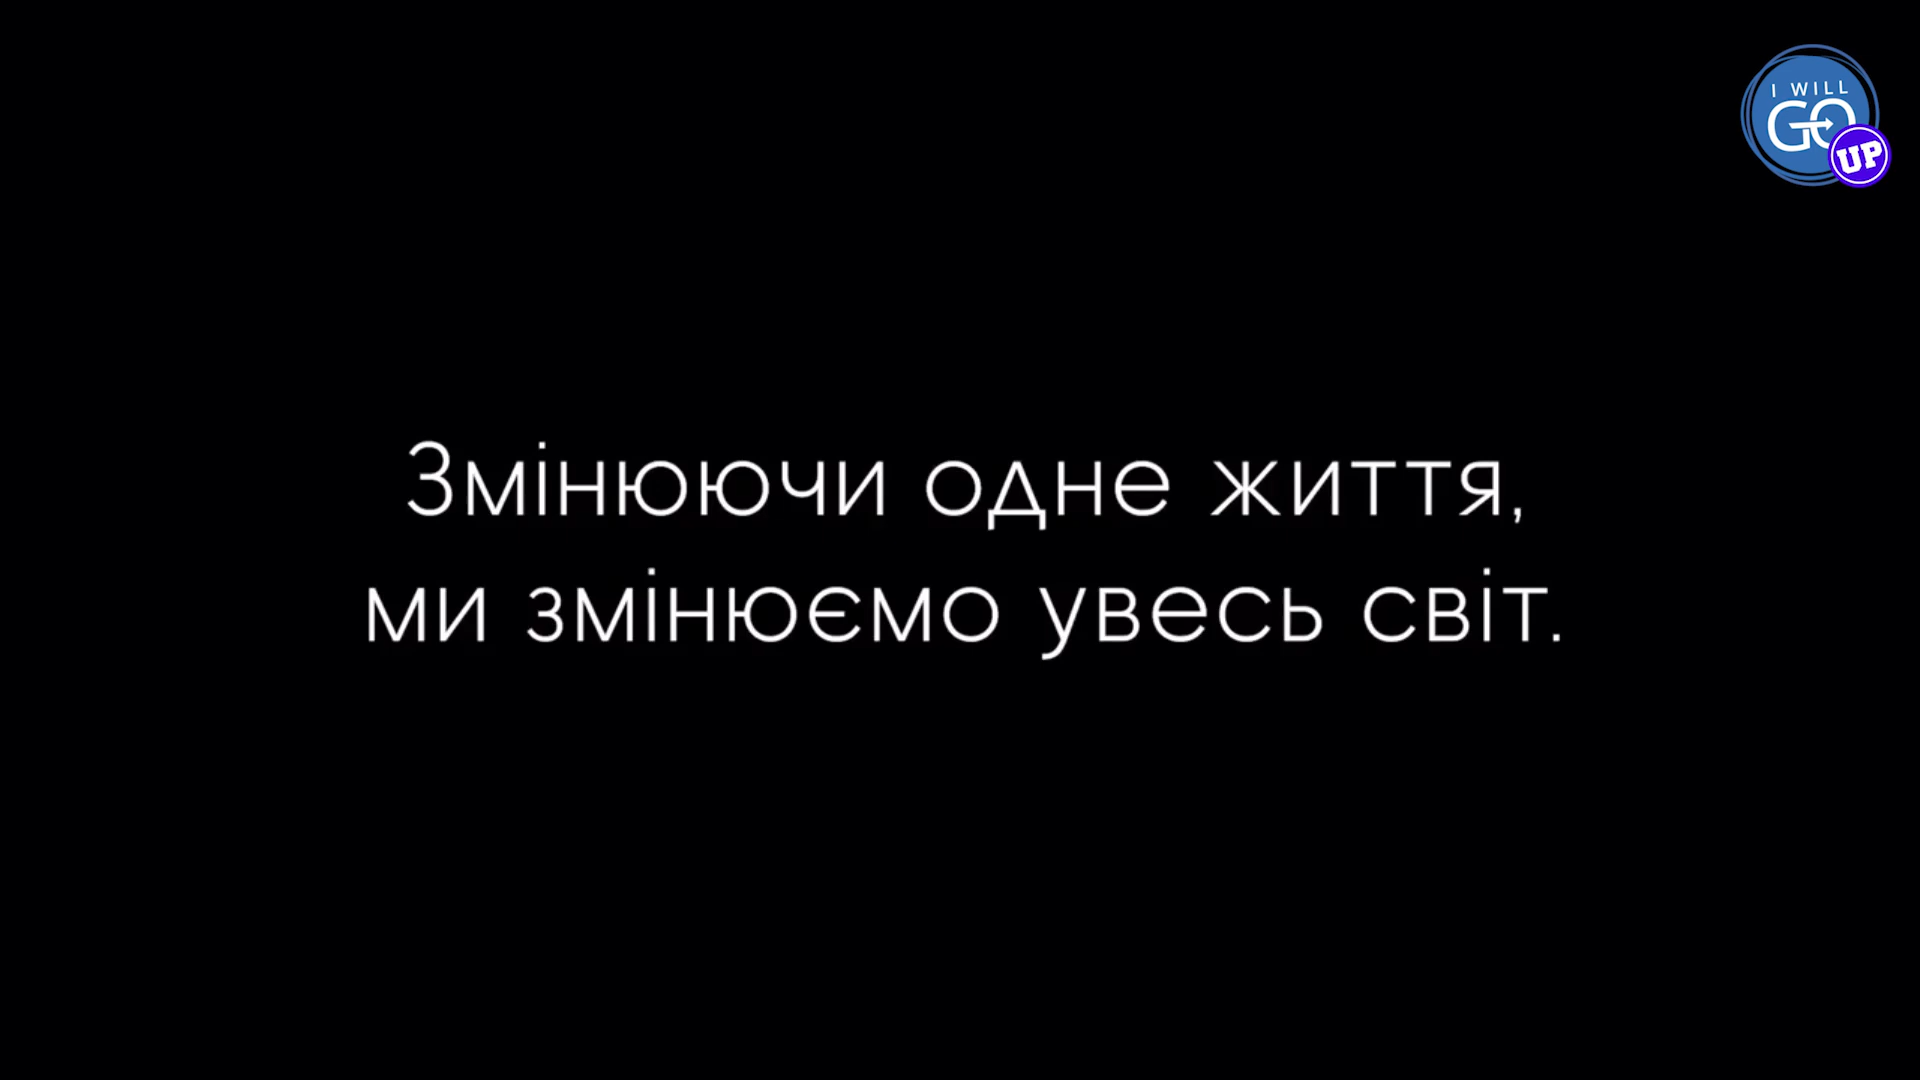 I WILL
GO
UP
Змінюючи одне життя,
ми змінюємо увесь світ.